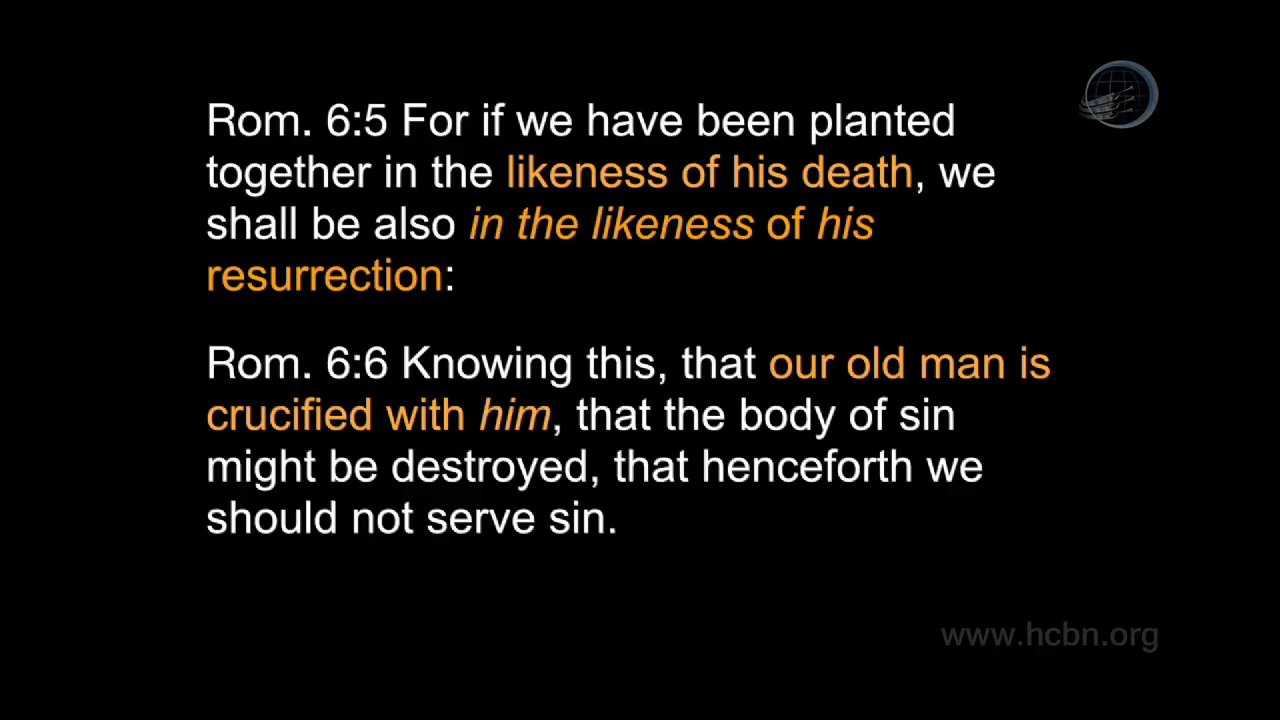 Rom. 6:5 For if we have been planted
together in the likeness of his death, we
shall be also in the likeness of his
resurrection:
Rom. 6:6 Knowing this, that our old man is
crucified with him, that the body of sin
might be destroyed, that henceforth we
should not serve sin.
www.hcbn.org